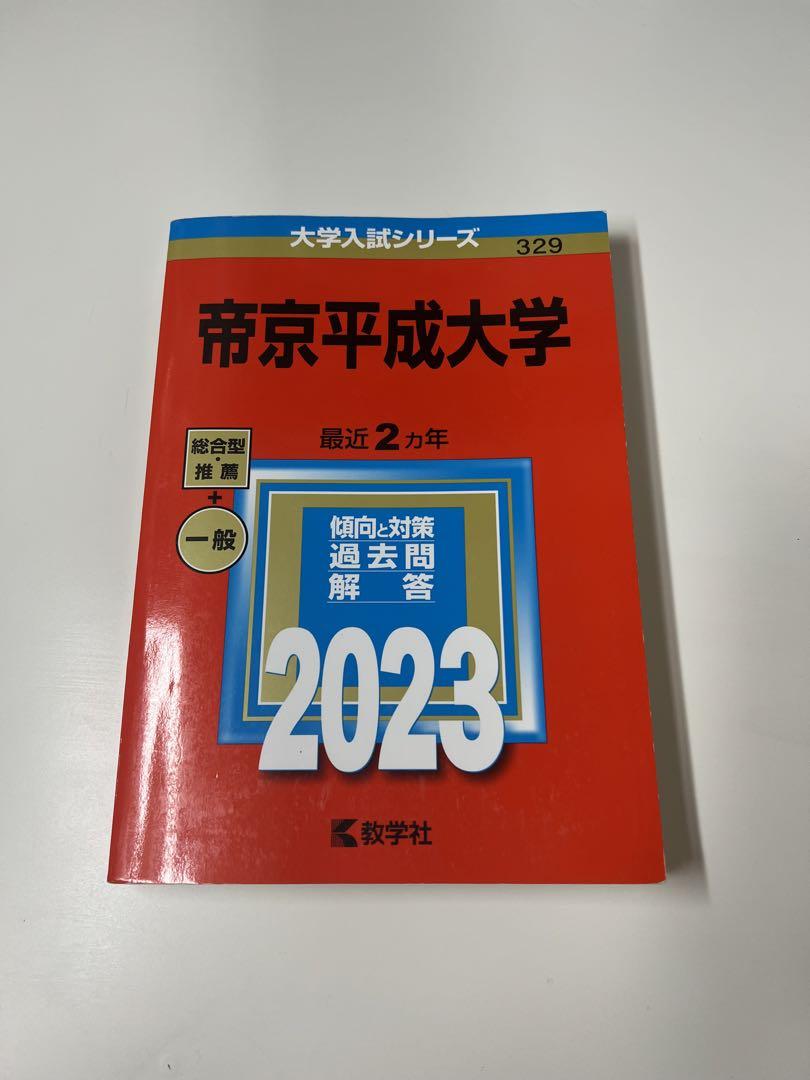 大学入試シリーズ
329
帝京平成大学
最近2ヵ年
総合型・
推薦
+
一般
傾向と対策
過去問
解答
2023
教学社